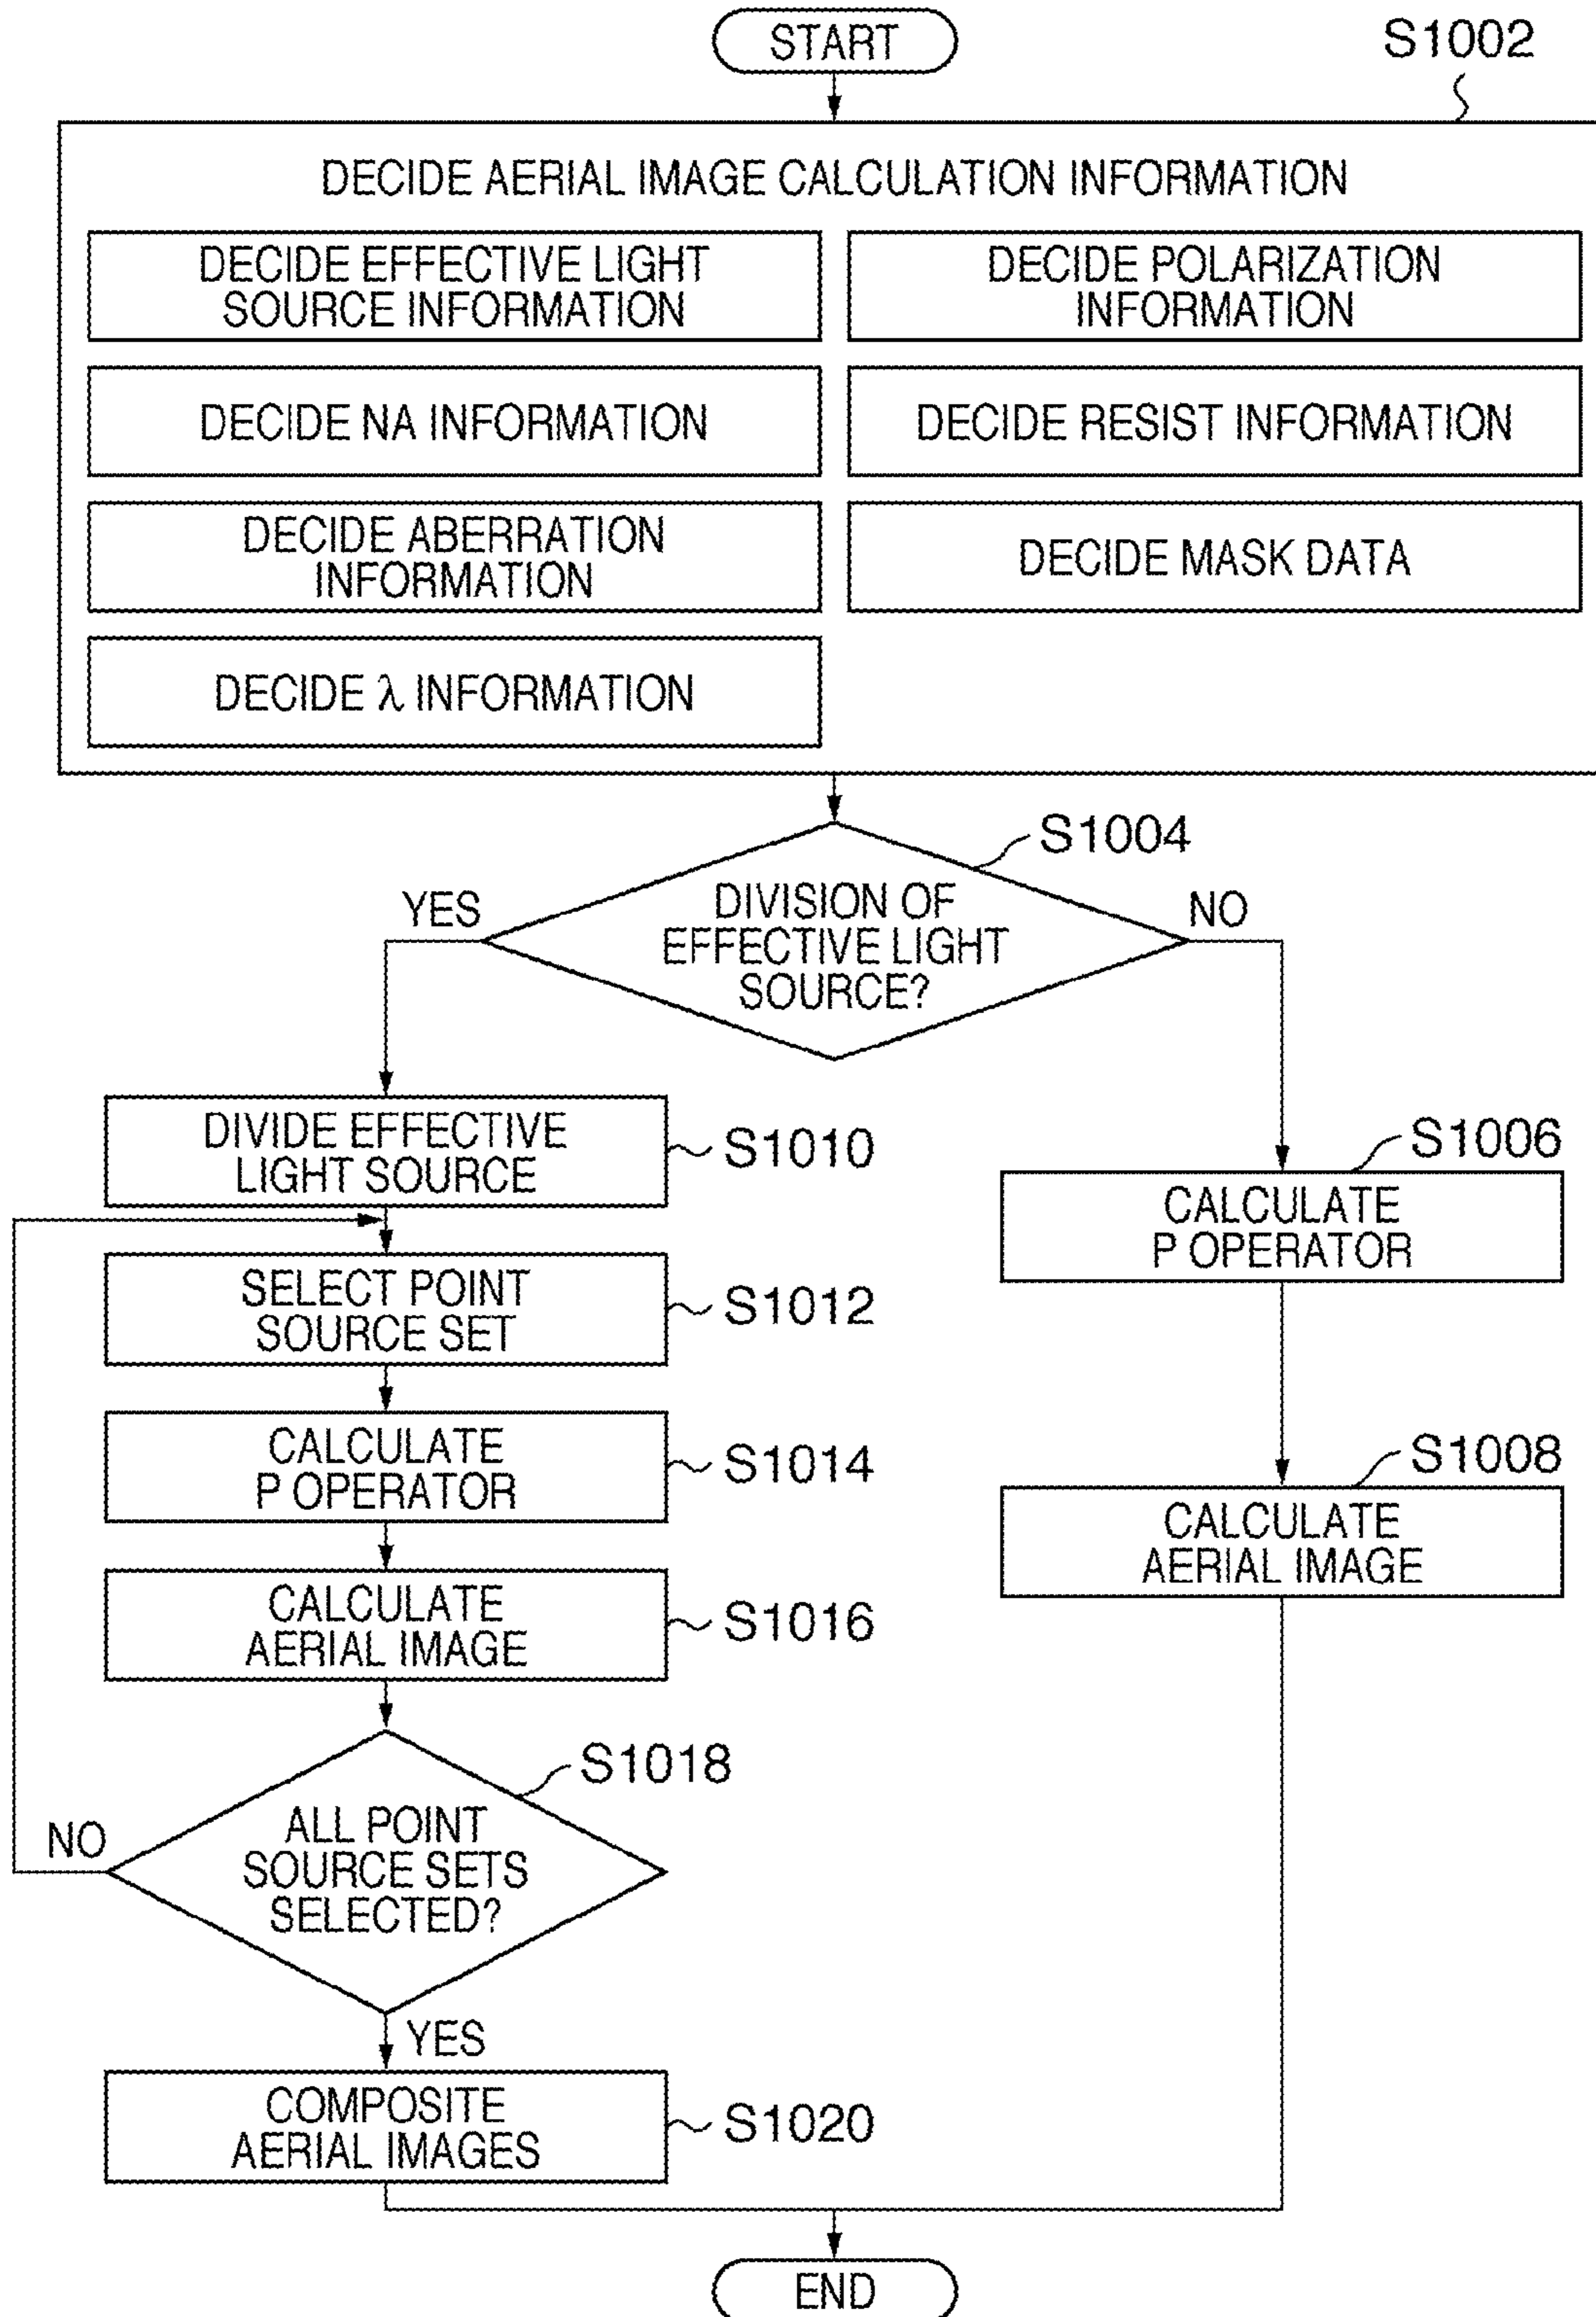 START
S1002
DECIDE AERIAL IMAGE CALCULATION INFORMATION
DECIDE EFFECTIVE LIGHT
SOURCE INFORMATION
DECIDE POLARIZATION
INFORMATION
DECIDE NA INFORMATION
DECIDE RESIST INFORMATION
DECIDE ABERRATION
INFORMATION
DECIDE MASK DATA
DECIDE λ INFORMATION
S1004
YES
DIVISION OF
EFFECTIVE LIGHT
SOURCE?
NO
DIVIDE EFFECTIVE
LIGHT SOURCE
S1010
S1006
CALCULATE
P OPERATOR
SELECT POINT
SOURCE SET
S1012
CALCULATE
P OPERATOR
S1014
S1008
CALCULATE
AERIAL IMAGE
CALCULATE
AERIAL IMAGE
S1016
S1018
NO
ALL POINT
SOURCE SETS
SELECTED?
YES
COMPOSITE
AERIAL IMAGES
S1020
END